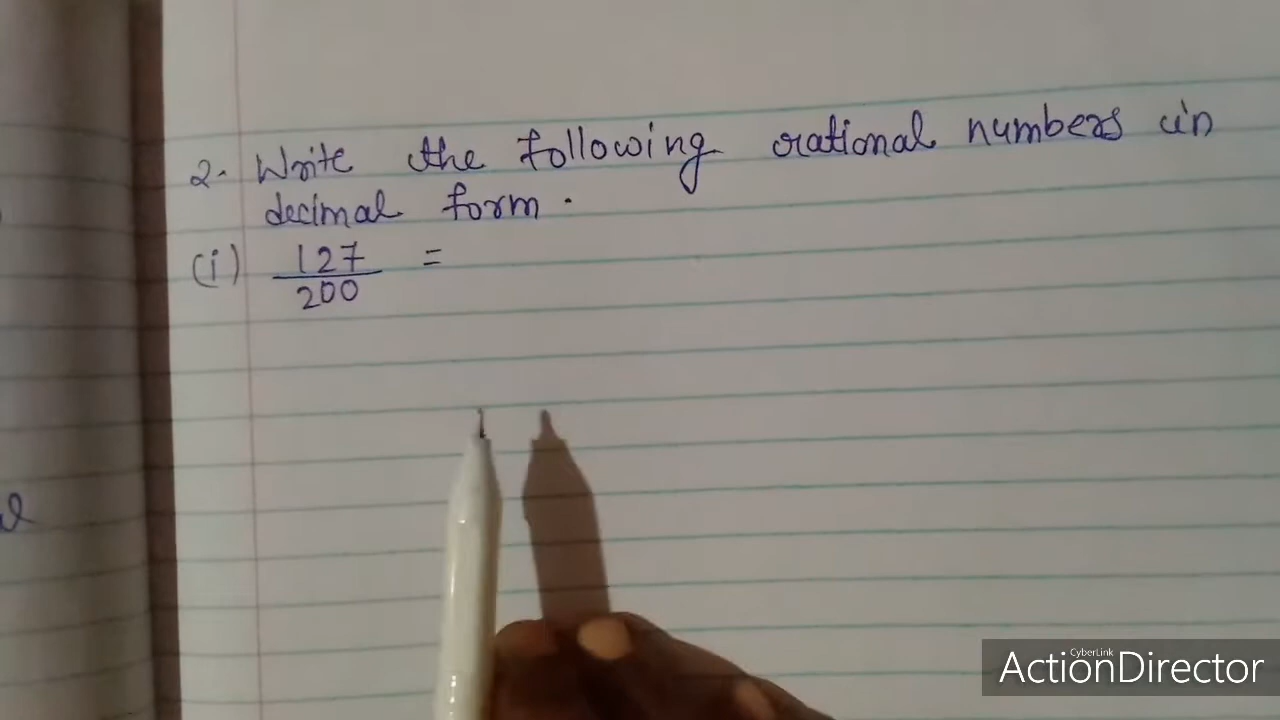 2. Write the following rational numbers in
decimal form.
(i) 127/200 =
CyberLink
ActionDirector